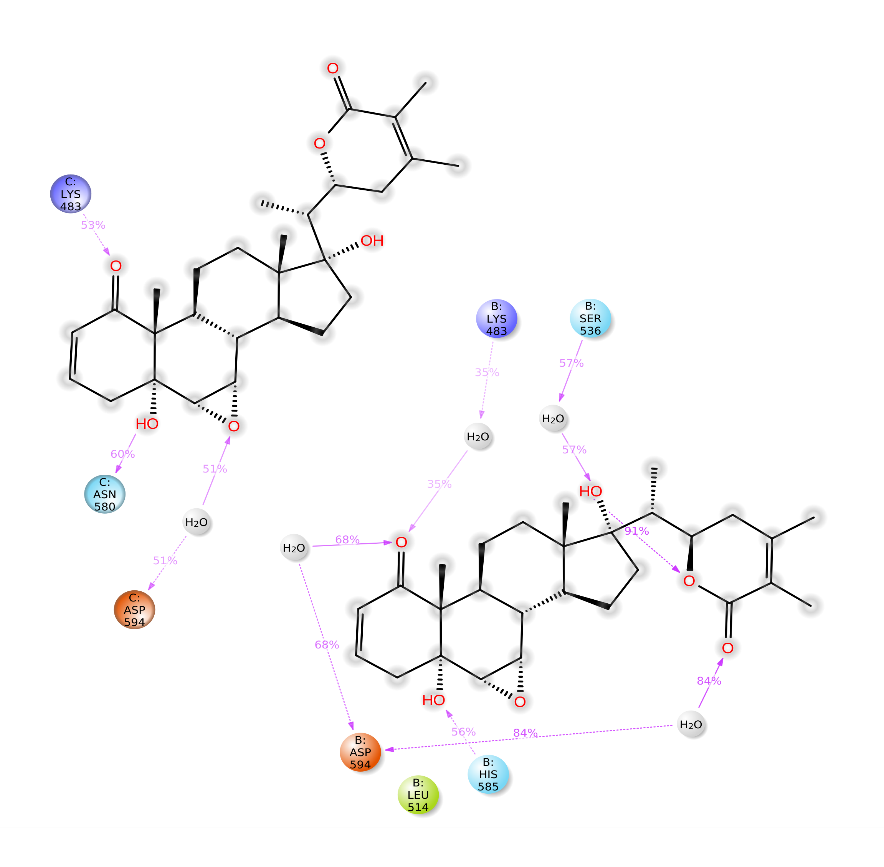 O
O
C:
LYS
483
53%
OH
O
B:
LYS
483
B:
SER
536
35%
57%
HO
O
H₂O
H₂O
60%
57%
51%
C:
ASN
580
35%
HO
H₂O
91%
H₂O
68%
O
51%
O
C:
ASP
594
68%
O
HO
O
84%
H₂O
56%
84%
B:
ASP
594
B:
HIS
585
B:
LEU
514